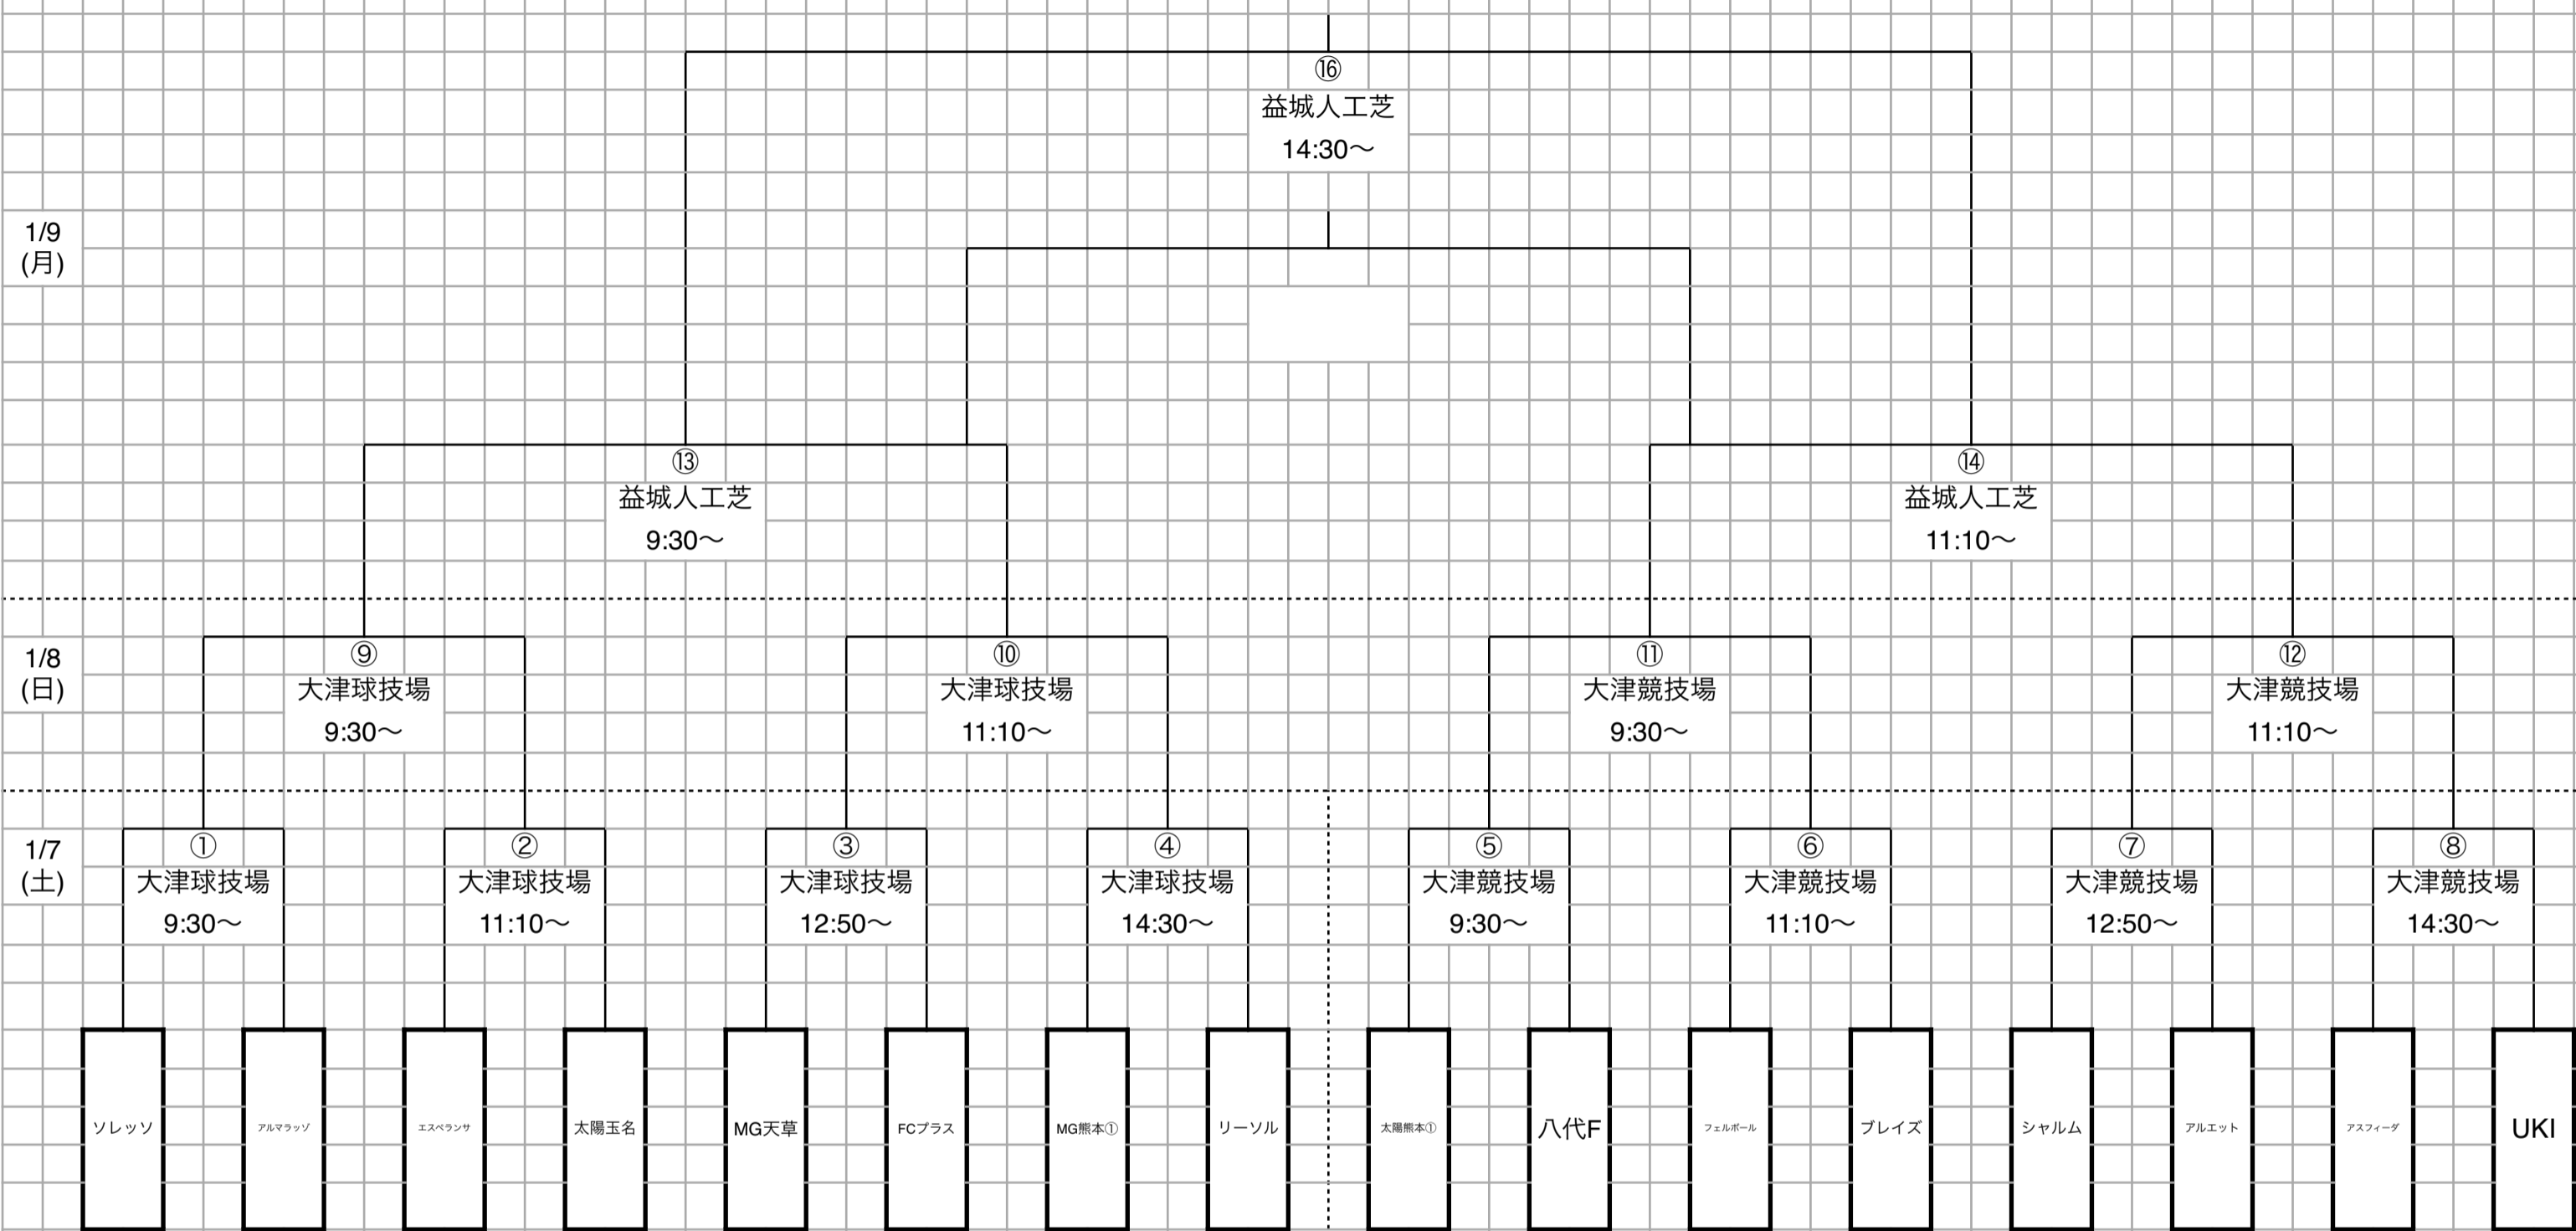 ⑯
益城人工芝
14:30〜
1/9
(月)
⑬
益城人工芝
9:30〜
⑭
益城人工芝
11:10〜
1/8
(日)
⑨
大津球技場
9:30〜
⑩
大津球技場
11:10〜
⑪
大津競技場
9:30〜
⑫
大津競技場
11:10〜
1/7
(土)
①
大津球技場
9:30〜
②
大津球技場
11:10〜
③
大津球技場
12:50〜
④
大津球技場
14:30〜
⑤
大津競技場
9:30〜
⑥
大津競技場
11:10〜
⑦
大津競技場
12:50〜
⑧
大津競技場
14:30〜
ソレッソ
アルマラッゾ
エスペランサ
太陽玉名
MG天草
FCプラス
MG熊本①
リーソル
太陽熊本①
八代F
フェルボール
ブレイズ
シャルム
アルエット
アスフィーダ
UKI